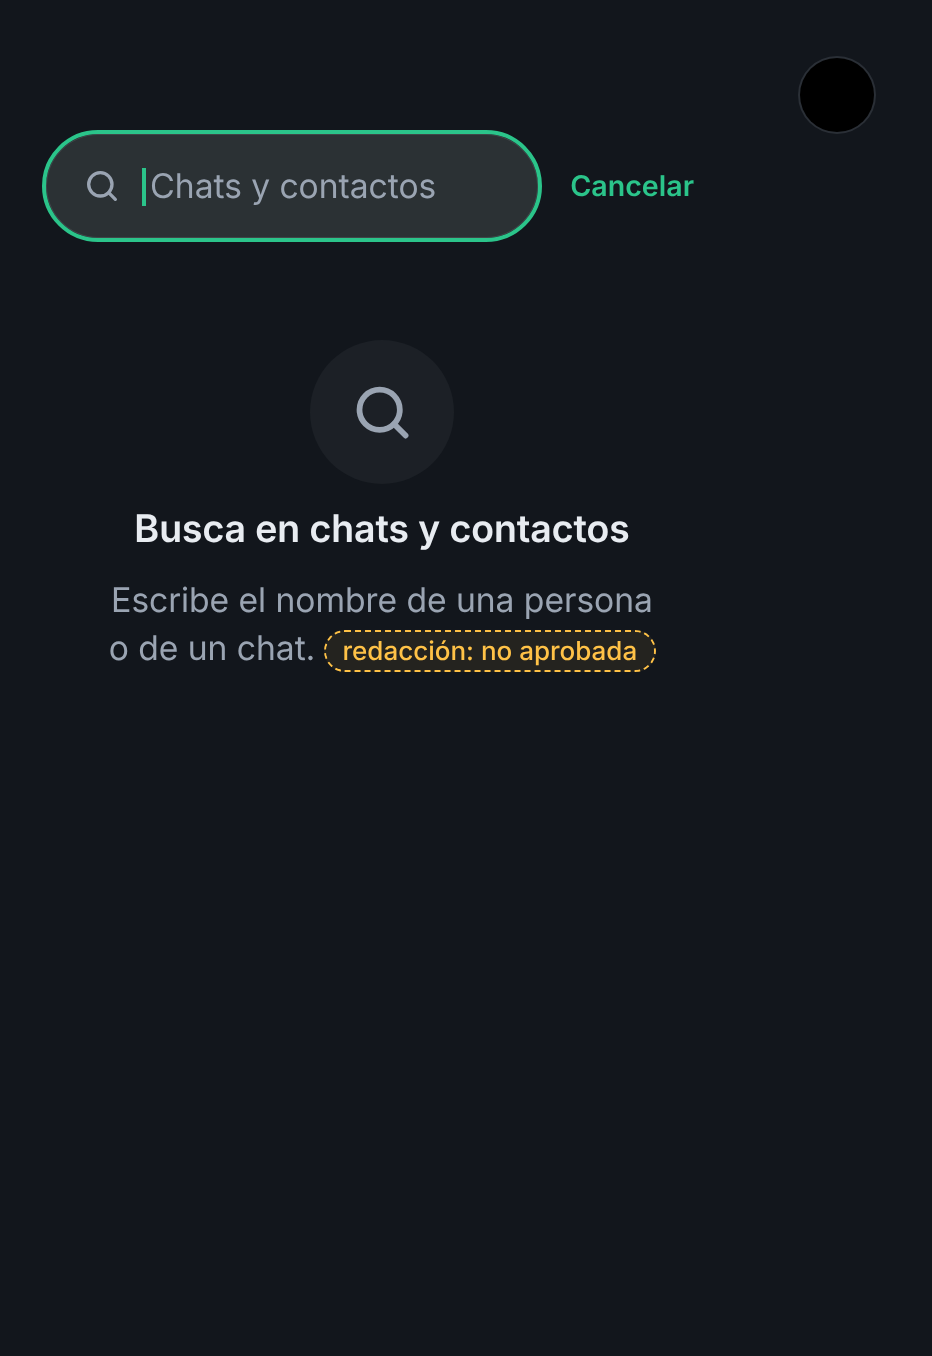 Chats y contactos
Cancelar
Busca en chats y contactos
Escribe el nombre de una persona
o de un chat. redacción: no aprobada